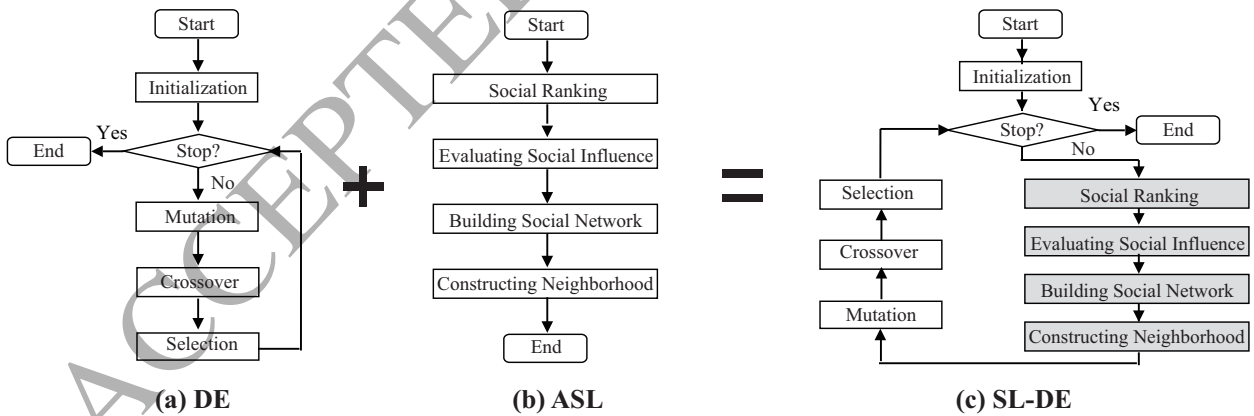 Start
Initialization
Yes
End
Stop?
No
Mutation
Crossover
Selection
(a) DE
+
Start
Social Ranking
Evaluating Social Influence
Building Social Network
Constructing Neighborhood
End
(b) ASL
=
Start
Initialization
Yes
Stop?
End
No
Social Ranking
Evaluating Social Influence
Building Social Network
Constructing Neighborhood
Mutation
Crossover
Selection
(c) SL-DE
ACCEPTED